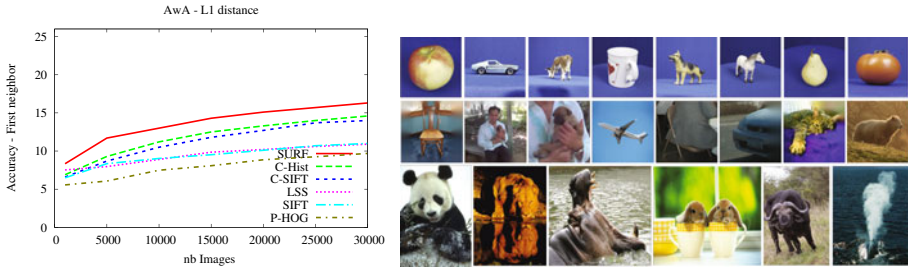 AwA - L1 distance
25
20
15
10
5
0
Accuracy - First neighbor
SURF
C-Hist
C-SIFT
LSS
SIFT
P-HOG
0 5000 10000 15000 20000 25000 30000
nb Images